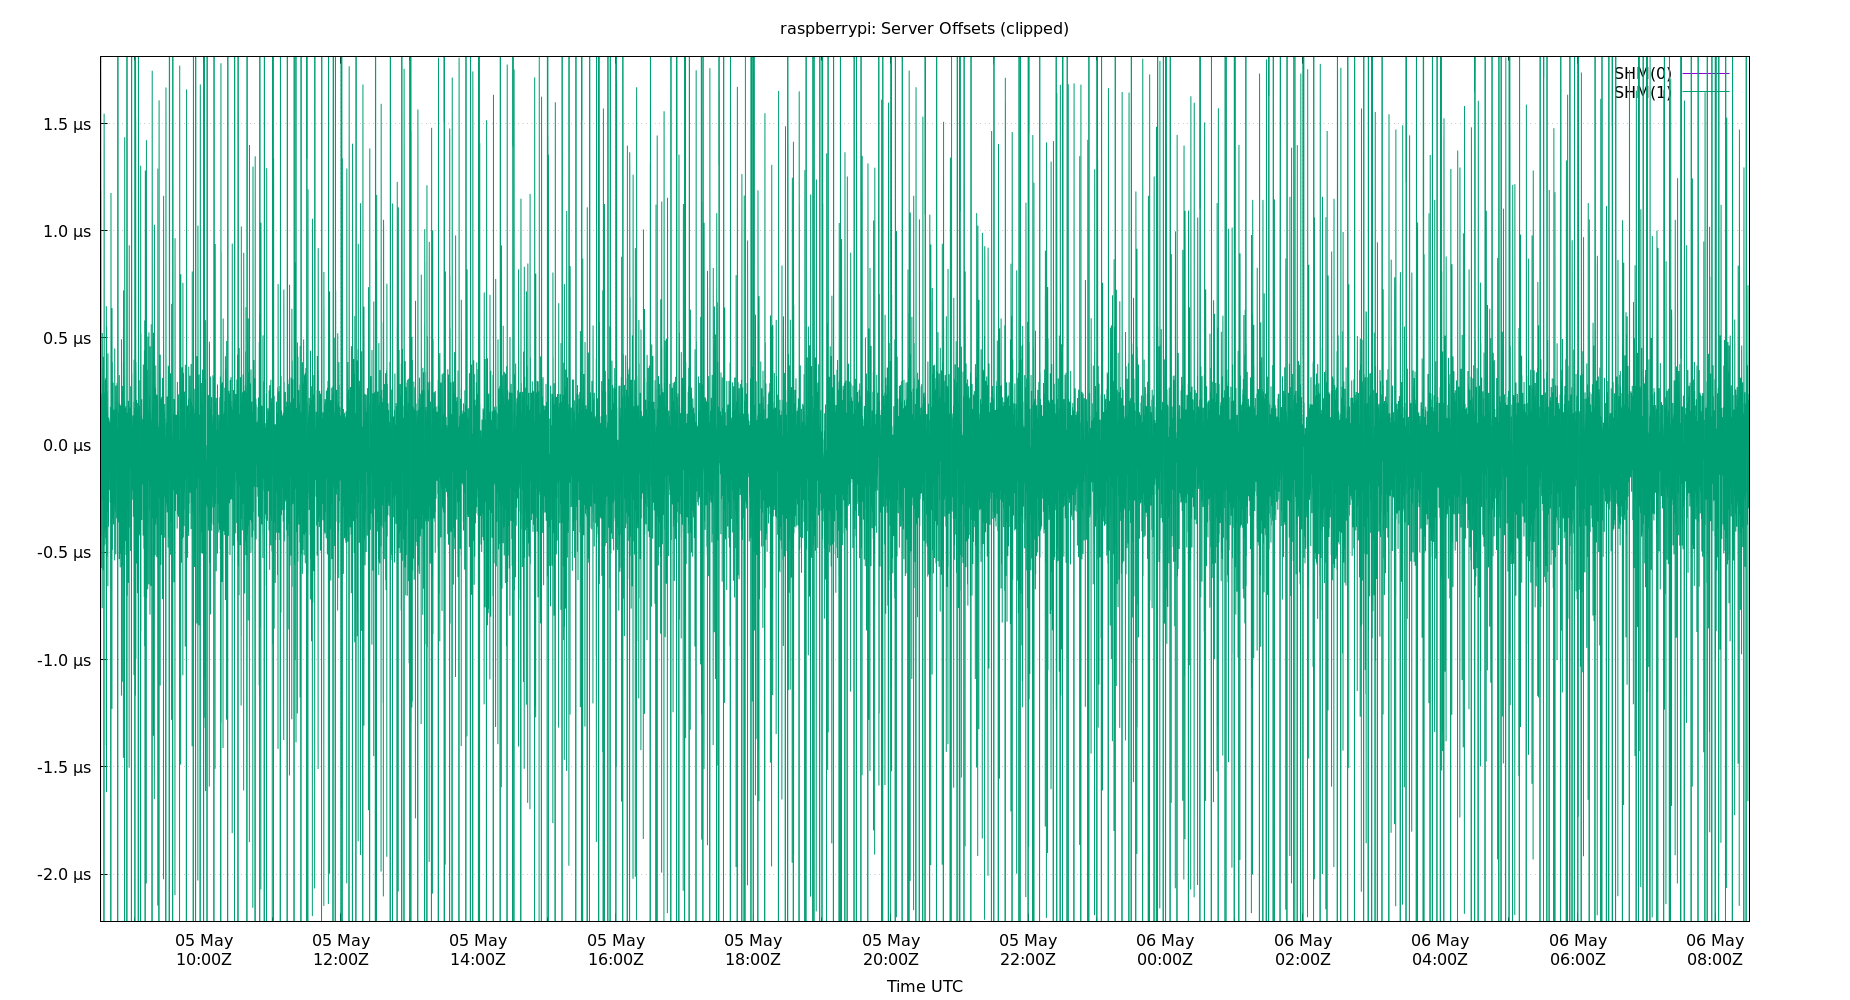 raspberrypi: Server Offsets (clipped)
SHM(0)
SHM(1)
1.5 µs
1.0 µs
0.5 µs
0.0 µs
-0.5 µs
-1.0 µs
-1.5 µs
-2.0 µs
05 May 05 May 05 May 05 May 05 May 05 May 05 May 06 May 06 May 06 May 06 May 06 May
10:00Z 12:00Z 14:00Z 16:00Z 18:00Z 20:00Z 22:00Z 00:00Z 02:00Z 04:00Z 06:00Z 08:00Z
Time UTC